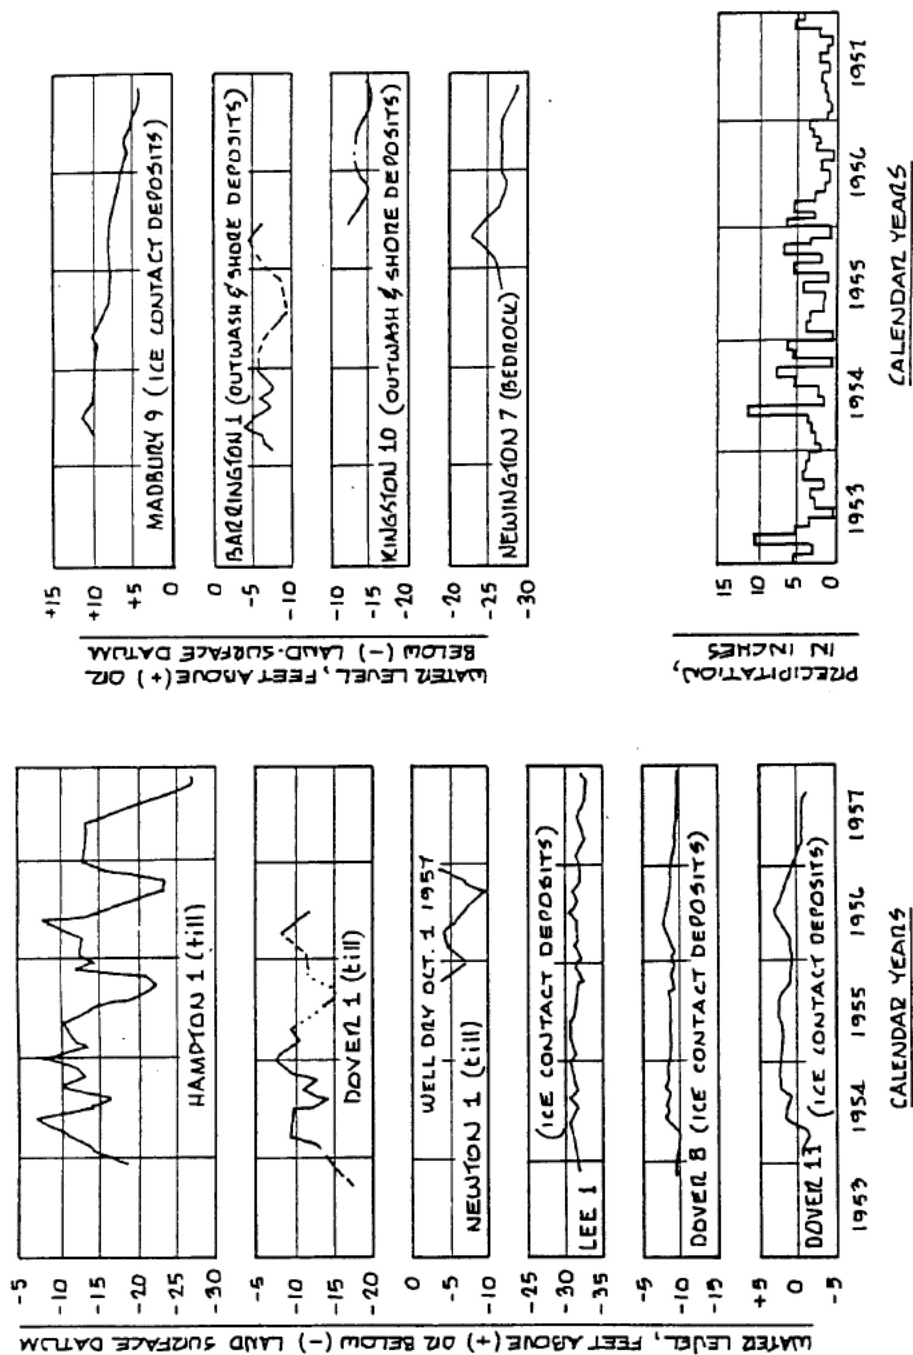 WATER LEVEL, FEET ABOVE (+) OR BELOW (-) LAND SURFACE DATUM
-5
-10
-15
-20
-25
-30
HAMPTON 1 (till)
-5
-10
-15
-20
DOVER 1 (till)
0
-5
-10
WELL DRY OCT. 1 1957
NEWTON 1 (till)
-25
-30
-35
(ICE CONTACT DEPOSITS)
LEE 1
-5
-10
-15
DOVER 8 (ICE CONTACT DEPOSITS)
+5
0
-5
DOVER 11 (ICE CONTACT DEPOSITS)
1953 1954 1955 1956 1957
CALENDAR YEARS
WATER LEVEL, FEET ABOVE (+) OR
BELOW (-) LAND-SURFACE DATUM
+15
+10
+5
0
MADBURY 9 (ICE CONTACT DEPOSITS)
0
-5
-10
BARRINGTON 1 (OUTWASH & SHORE DEPOSITS)
-10
-15
-20
KINGSTON 10 (OUTWASH & SHORE DEPOSITS)
-20
-25
-30
NEWINGTON 7 (BEDROCK)
PRECIPITATION,
IN INCHES
15
10
5
0
1953 1954 1955 1956 1957
CALENDAR YEARS